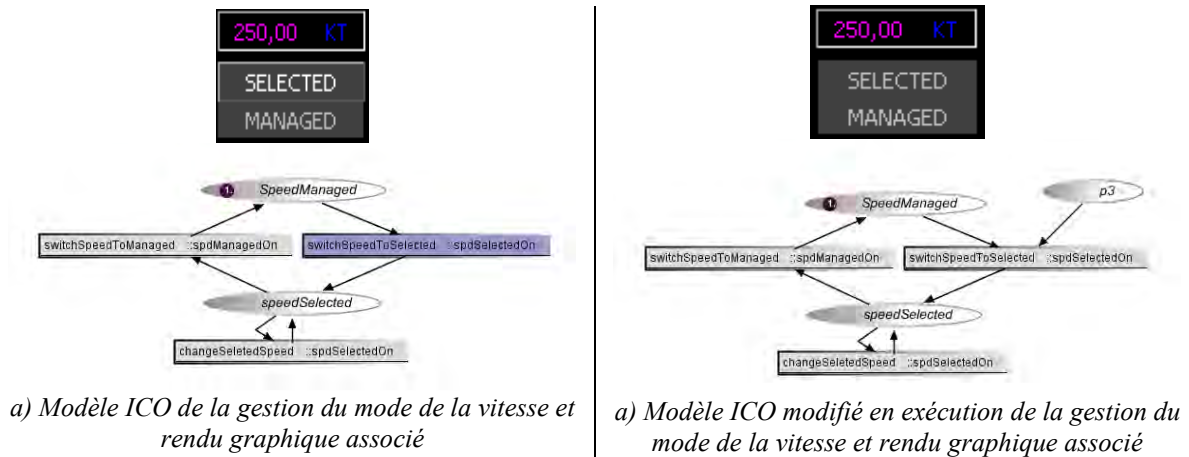 250,00 KT
SELECTED
MANAGED
1. SpeedManaged
switchSpeedToManaged ::spdManagedOn
switchSpeedToSelected ::spdSelectedOn
speedSelected
changeSeletedSpeed ::spdSelectedOn
a) Modèle ICO de la gestion du mode de la vitesse et
rendu graphique associé
250,00 KT
SELECTED
MANAGED
p3
1. SpeedManaged
switchSpeedToManaged ::spdManagedOn
switchSpeedToSelected ::spdSelectedOn
speedSelected
changeSeletedSpeed ::spdSelectedOn
a) Modèle ICO modifié en exécution de la gestion du
mode de la vitesse et rendu graphique associé